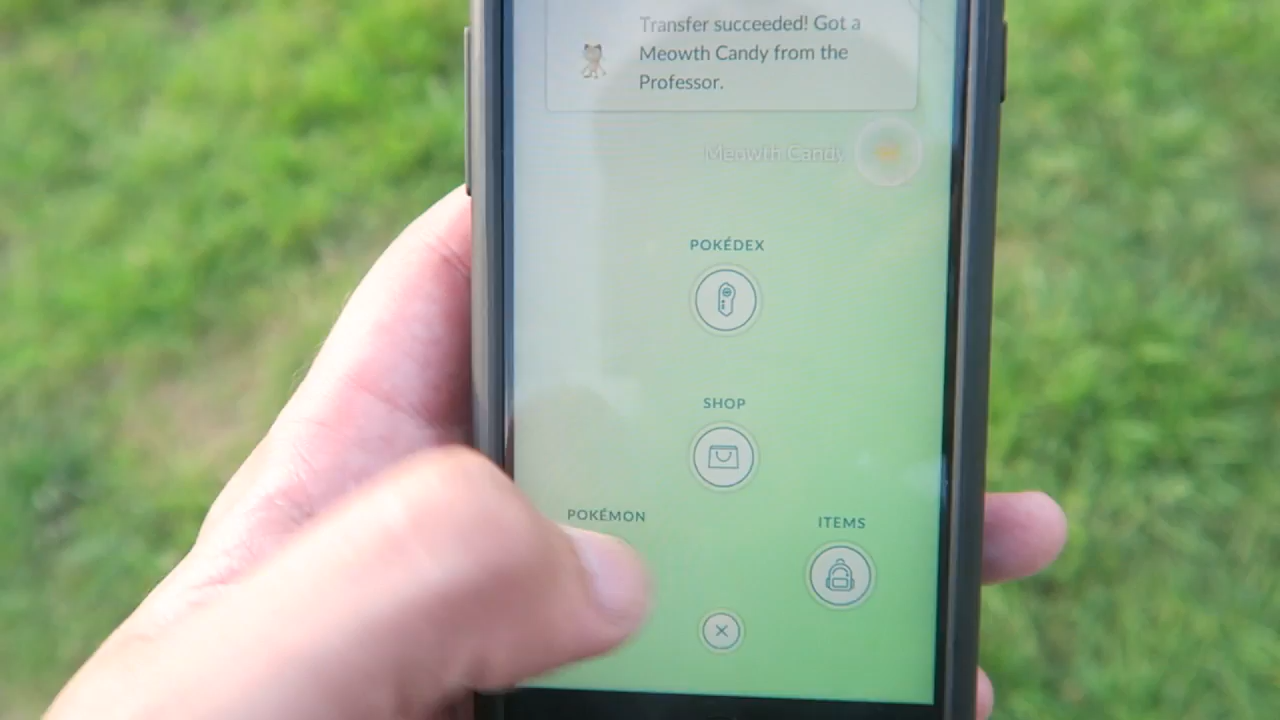 Transfer succeeded! Got a
Meowth Candy from the
Professor.
Meowth Candy
POKÉDEX
SHOP
POKÉMON
ITEMS